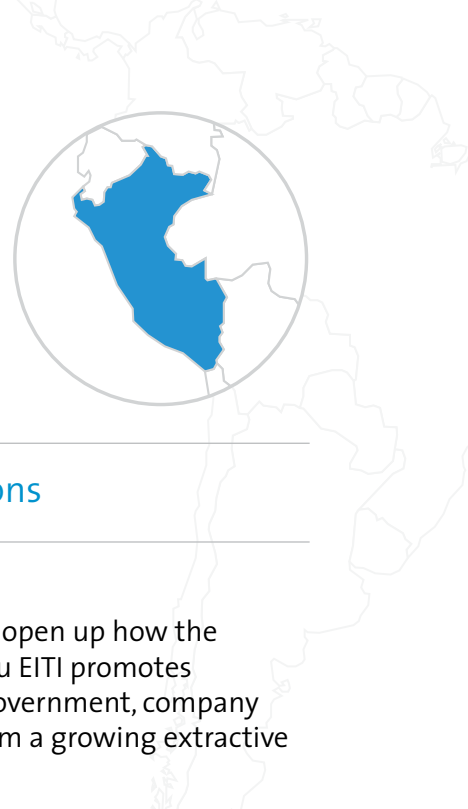 ons
open up how the
u EITI promotes
overnment, company
m a growing extractive